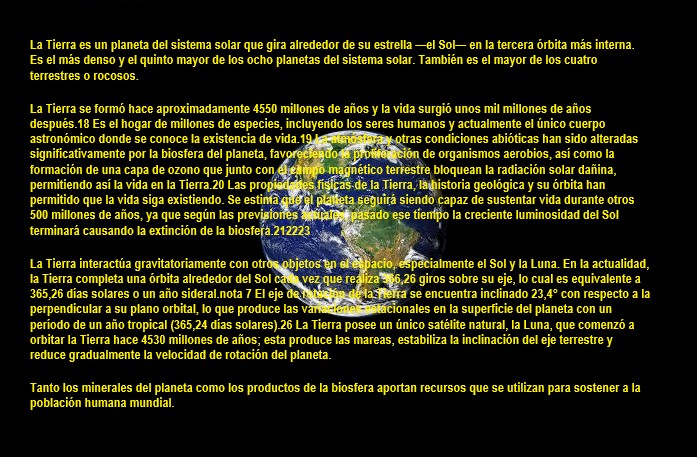 La Tierra es un planeta del sistema solar que gira alrededor de su estrella —el Sol— en la tercera órbita más interna.
Es el más denso y el quinto mayor de los ocho planetas del sistema solar. También es el mayor de los cuatro
terrestres o rocosos.
La Tierra se formó hace aproximadamente 4550 millones de años y la vida surgió unos mil millones de años
después.18 Es el hogar de millones de especies, incluyendo los seres humanos y actualmente el único cuerpo
astronómico donde se conoce la existencia de vida.19 La atmósfera y otras condiciones abióticas han sido alteradas
significativamente por la biosfera del planeta, favoreciendo la proliferación de organismos aerobios, así como la
formación de una capa de ozono que junto con el campo magnético terrestre bloquean la radiación solar dañina,
permitiendo así la vida en la Tierra.20 Las propiedades físicas de la Tierra, la historia geológica y su órbita han
permitido que la vida siga existiendo. Se estima que el planeta seguirá siendo capaz de sustentar vida durante otros
500 millones de años, ya que según las previsiones actuales, pasado ese tiempo la creciente luminosidad del Sol
terminará causando la extinción de la biosfera.212223
La Tierra interactúa gravitatoriamente con otros objetos en el espacio, especialmente el Sol y la Luna. En la actualidad,
la Tierra completa una órbita alrededor del Sol cada vez que realiza 366,26 giros sobre su eje, lo cual es equivalente a
365,26 días solares o un año sideral.nota 7 El eje de rotación de la Tierra se encuentra inclinado 23,4° con respecto a la
perpendicular a su plano orbital, lo que produce las variaciones estacionales en la superficie del planeta con un
período de un año tropical (365,24 días solares).26 La Tierra posee un único satélite natural, la Luna, que comenzó a
orbitar la Tierra hace 4530 millones de años; esta produce las mareas, estabiliza la inclinación del eje terrestre y
reduce gradualmente la velocidad de rotación del planeta.
Tanto los minerales del planeta como los productos de la biosfera aportan recursos que se utilizan para sostener a la
población humana mundial.